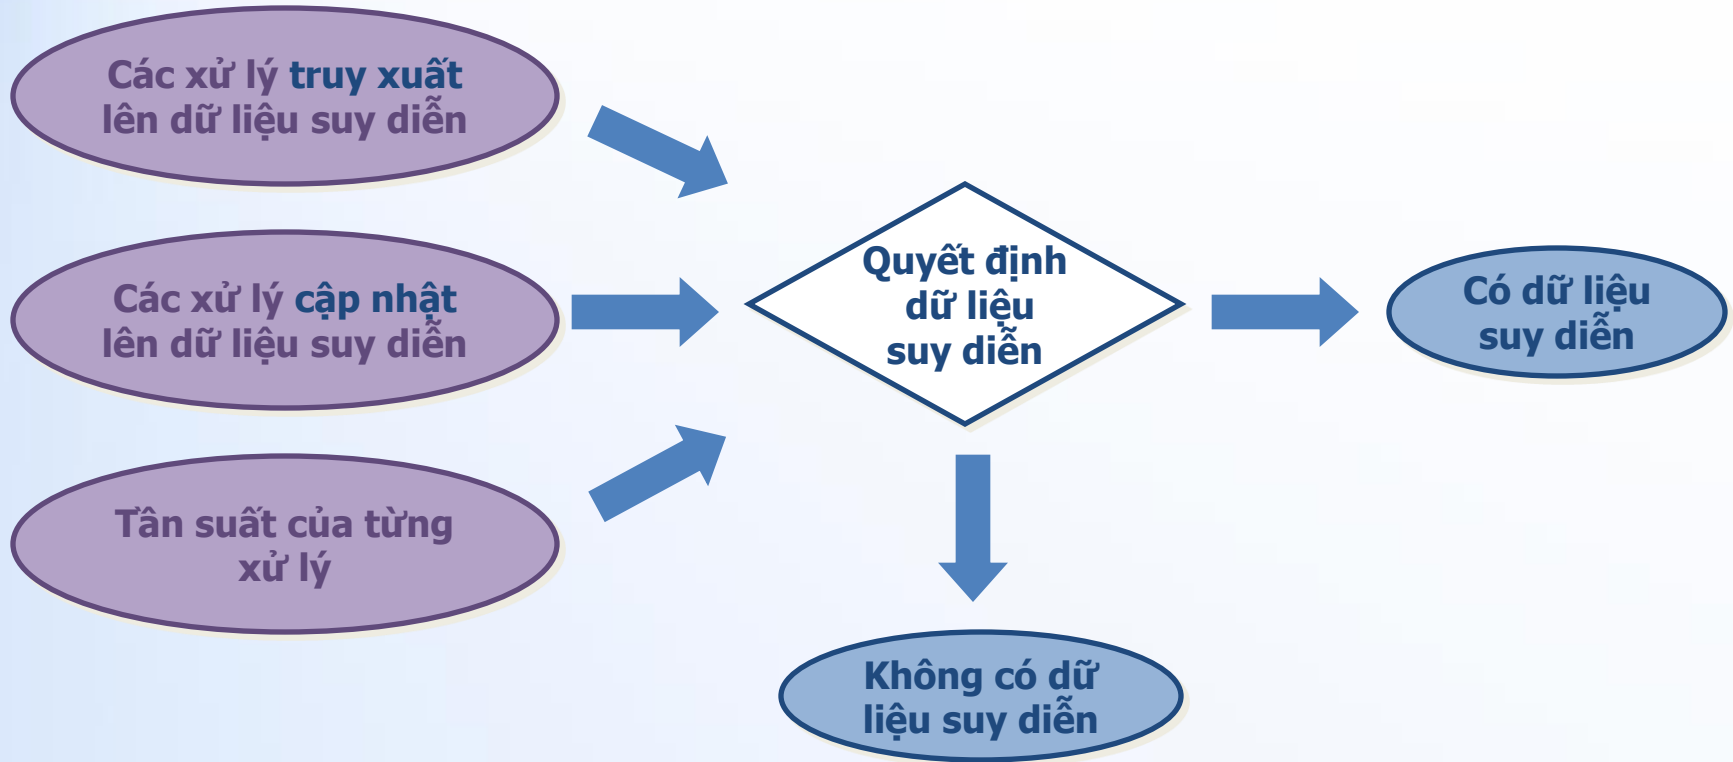 Các xử lý truy xuất
lên dữ liệu suy diễn
Các xử lý cập nhật
lên dữ liệu suy diễn
Tần suất của từng
xử lý
Quyết định
dữ liệu
suy diễn
Có dữ liệu
suy diễn
Không có dữ
liệu suy diễn